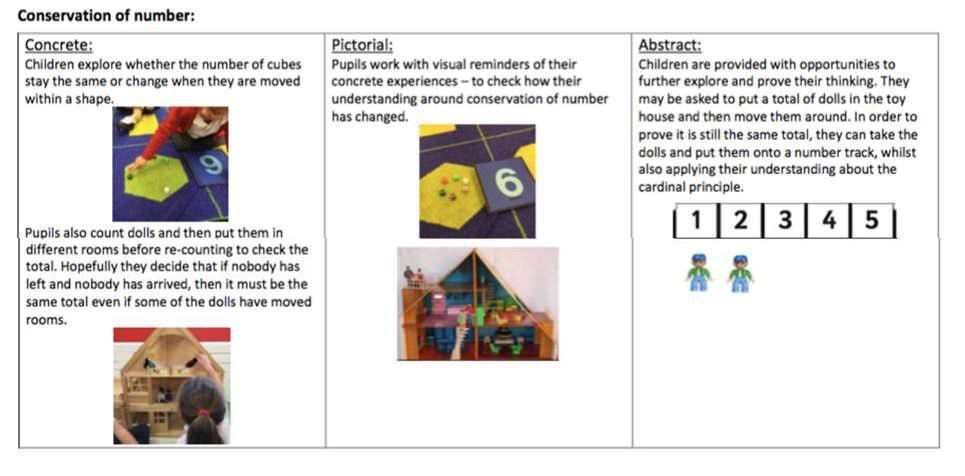 Conservation of number:
Concrete:
Children explore whether the number of cubes
stay the same or change when they are moved
within a shape.
9
Pupils also count dolls and then put them in
different rooms before re-counting to check the
total. Hopefully they decide that if nobody has
left and nobody has arrived, then it must be the
same total even if some of the dolls have moved
rooms.
Pictorial:
Pupils work with visual reminders of their
concrete experiences – to check how their
understanding around conservation of number
has changed.
6
Abstract:
Children are provided with opportunities to
further explore and prove their thinking. They
may be asked to put a total of dolls in the toy
house and then move them around. In order to
prove it is still the same total, they can take the
dolls and put them onto a number track, whilst
also applying their understanding about the
cardinal principle.
1 2 3 4 5